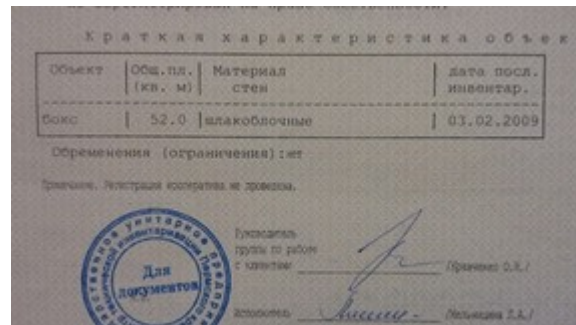 Краткая характеристика объек
Объект Общ.пл. (кв. м) Материал стен дата посл. инвентар.
бокс 52.0 шлакоблочные 03.02.2009
Обременения (ограничения):нет
Примечание. Регистрация кооператива не проведена.
Руководитель
группы по работе
с клиентами
Исполнитель
Для
документов